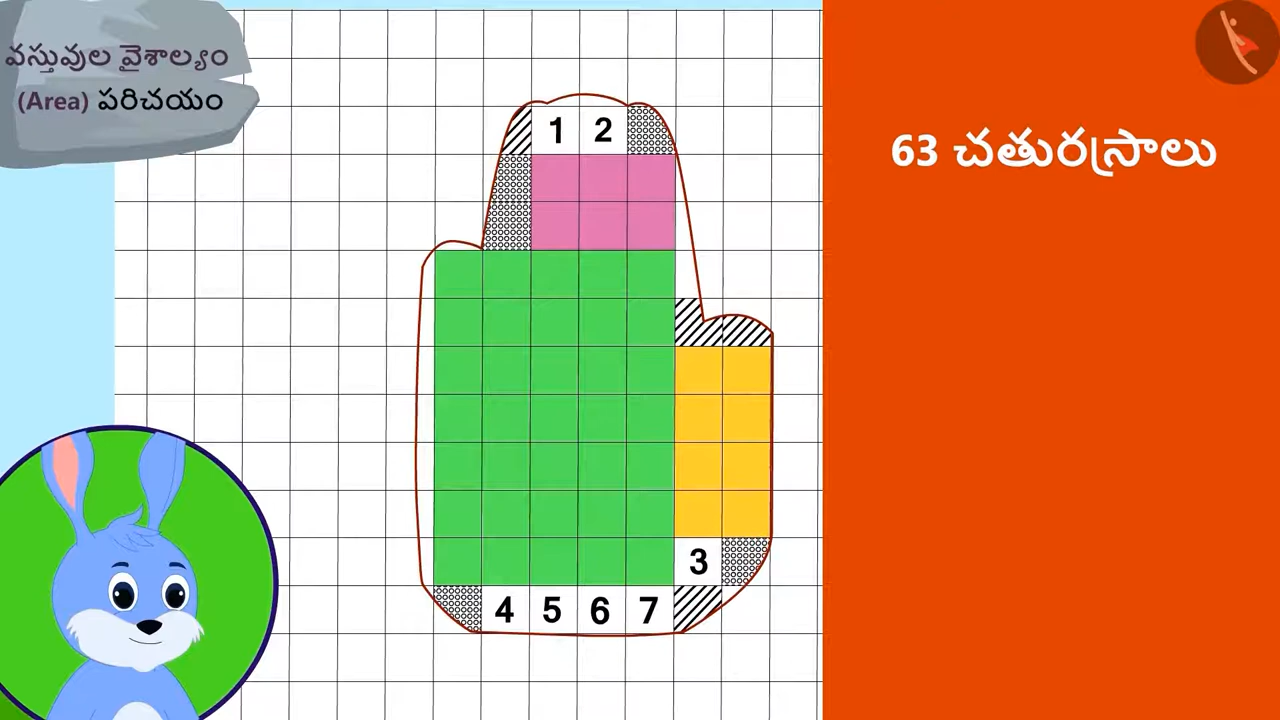 వస్తువుల వైశాల్యం
(Area) పరిచయం
63 చతురస్రాలు
1 2
3
4 5 6 7